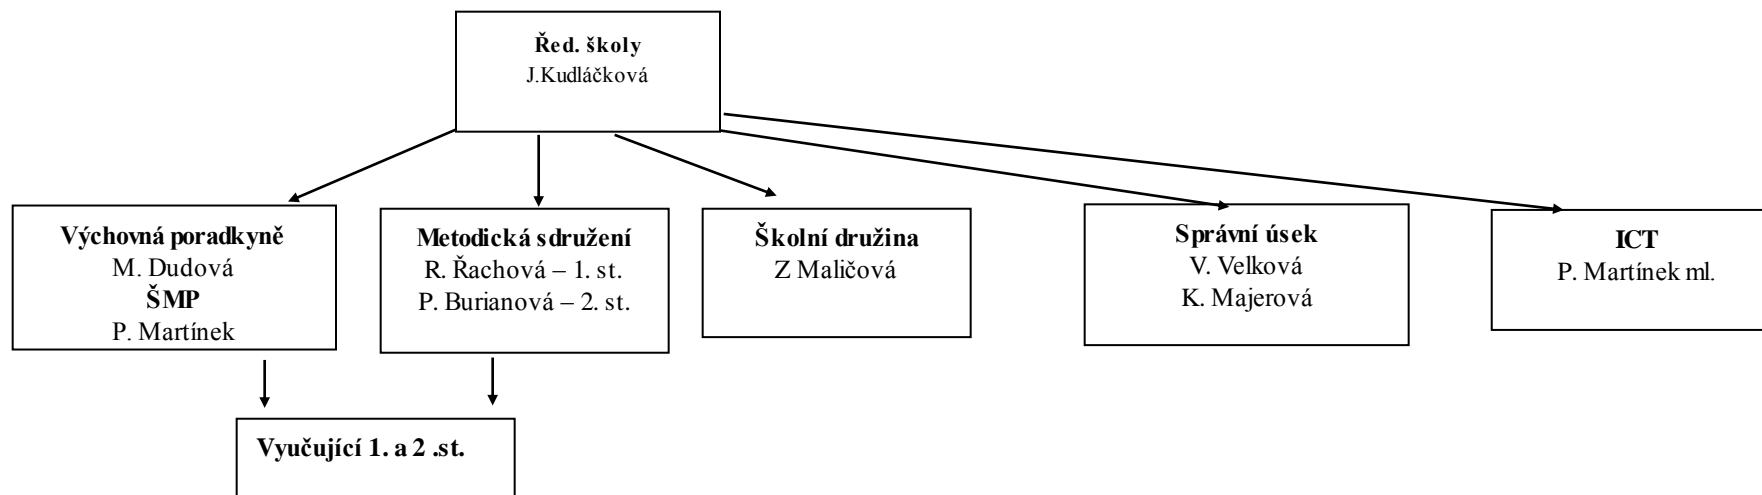 Řed. školy
J.Kudláčková
Výchovná poradkyně
M. Dudová
ŠMP
P. Martínek
Metodická sdružení
R. Řachová – 1. st.
P. Burianová – 2. st.
Školní družina
Z Maličová
Správní úsek
V. Velková
K. Majerová
ICT
P. Martínek ml.
Vyučující 1. a 2 .st.